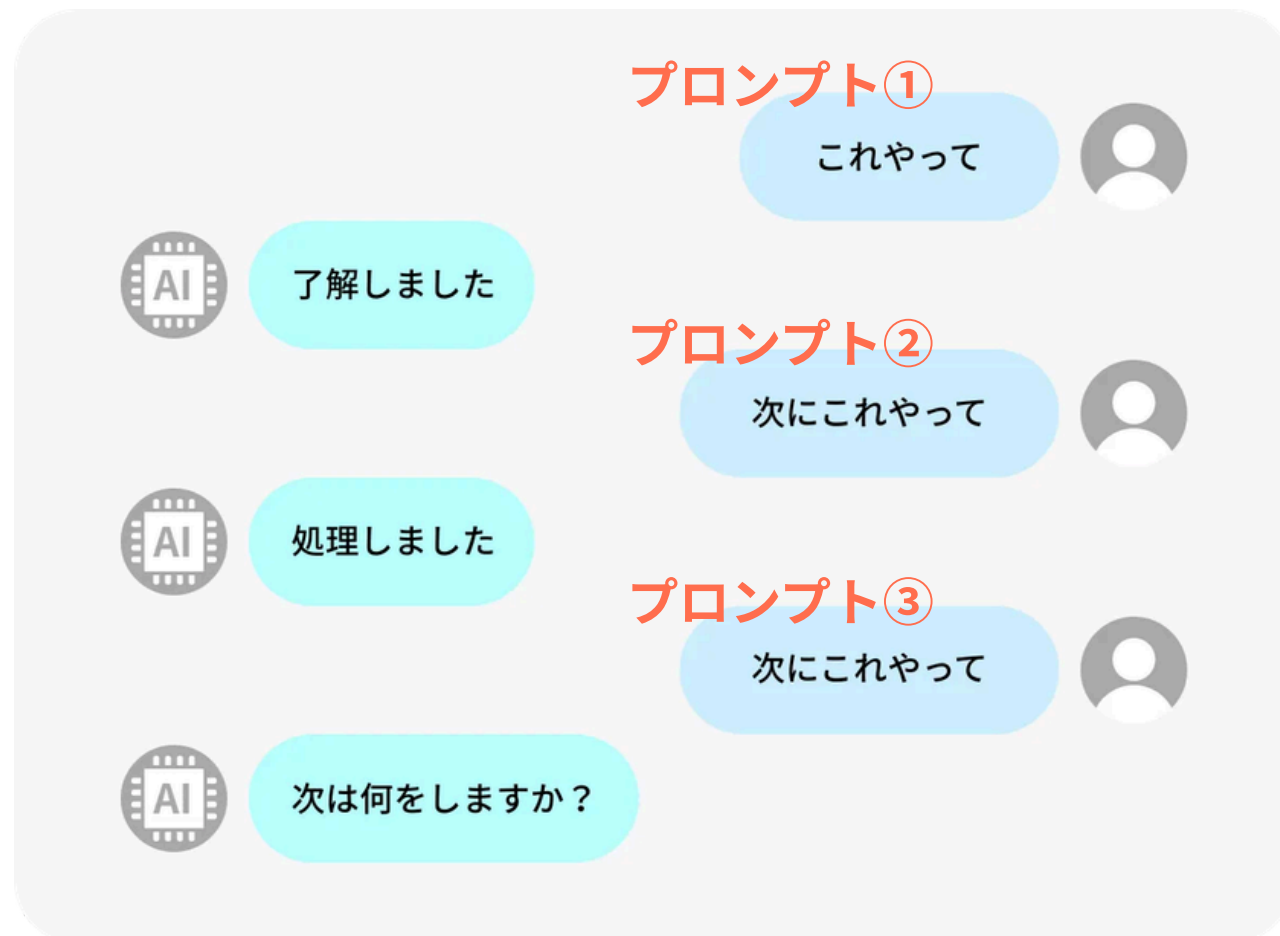 プロンプト①
これやって
AI
了解しました
プロンプト②
次にこれやって
AI
処理しました
プロンプト③
次にこれやって
AI
次は何をしますか？